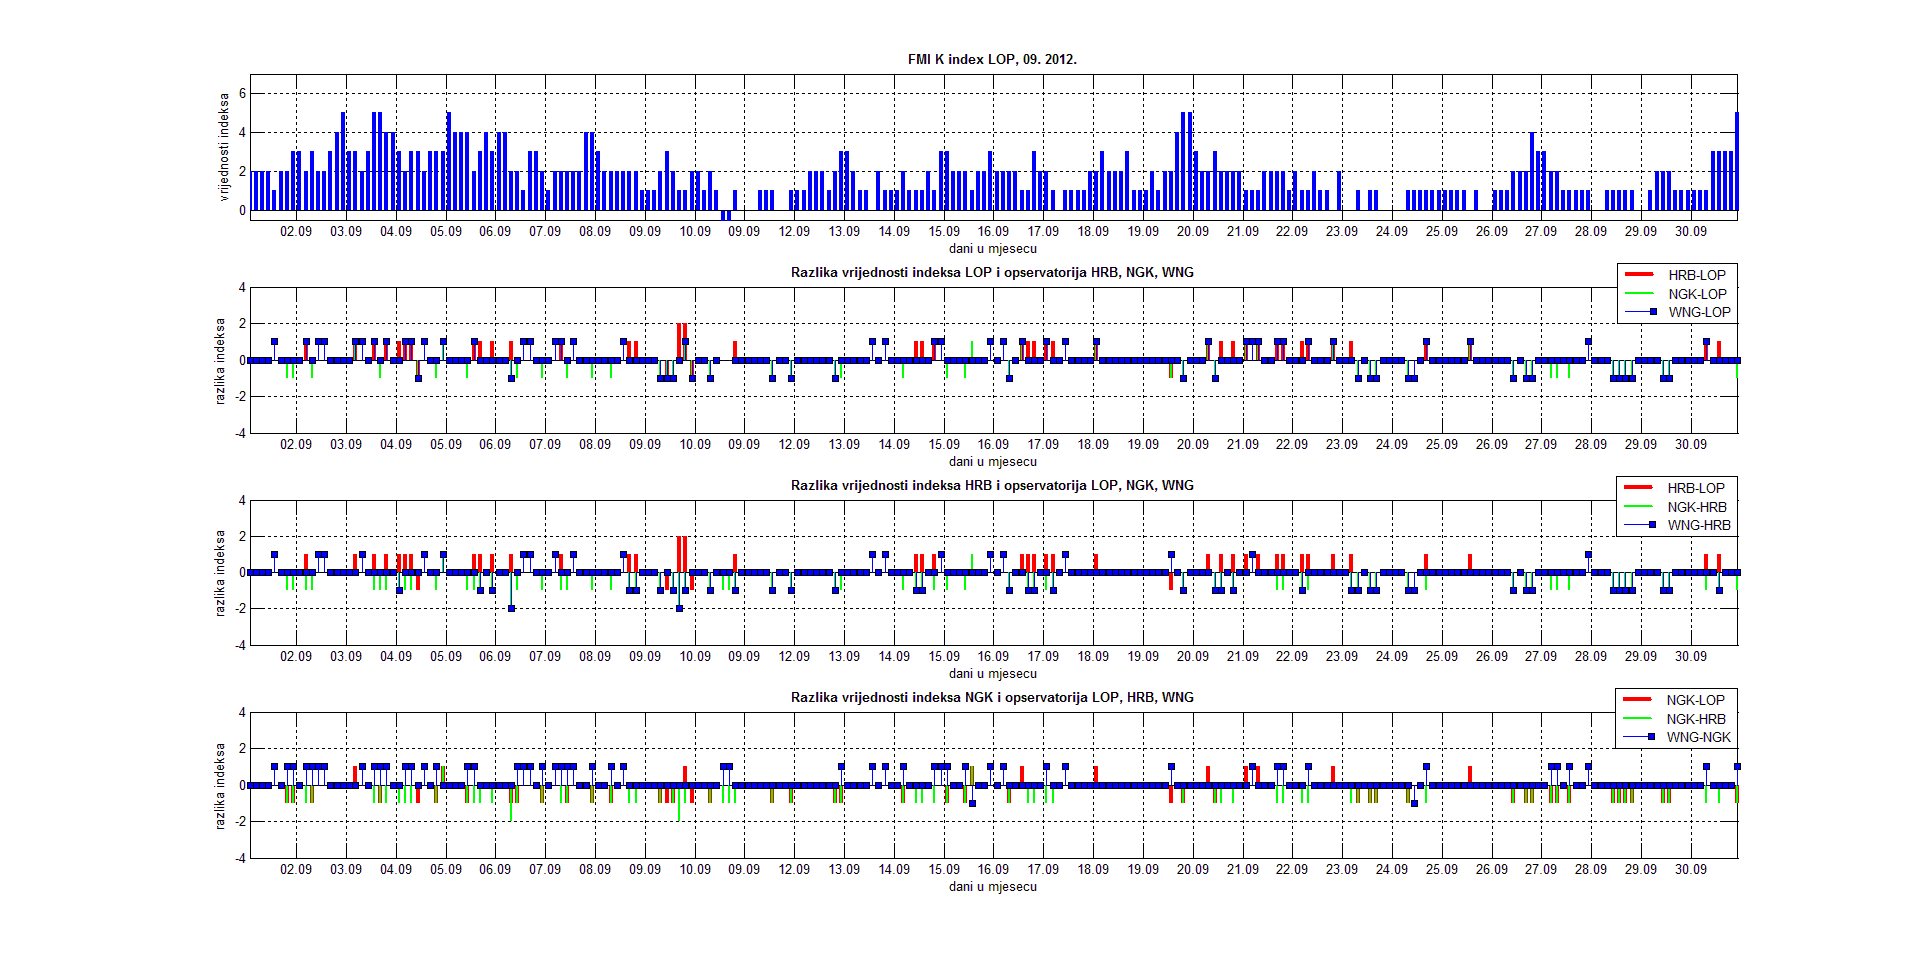 FMI K index LOP, 09. 2012.
vrijednosti indeksa
6
4
2
0
02.09 03.09 04.09 05.09 06.09 07.09 08.09 09.09 10.09 09.09 12.09 13.09 14.09 15.09 16.09 17.09 18.09 19.09 20.09 21.09 22.09 23.09 24.09 25.09 26.09 27.09 28.09 29.09 30.09
dani u mjesecu
Razlika vrijednosti indeksa LOP i opservatorija HRB, NGK, WNG
HRB-LOP
NGK-LOP
WNG-LOP
razlika indeksa
4
2
0
-2
-4
02.09 03.09 04.09 05.09 06.09 07.09 08.09 09.09 10.09 09.09 12.09 13.09 14.09 15.09 16.09 17.09 18.09 19.09 20.09 21.09 22.09 23.09 24.09 25.09 26.09 27.09 28.09 29.09 30.09
dani u mjesecu
Razlika vrijednosti indeksa HRB i opservatorija LOP, NGK, WNG
HRB-LOP
NGK-HRB
WNG-HRB
razlika indeksa
4
2
0
-2
-4
02.09 03.09 04.09 05.09 06.09 07.09 08.09 09.09 10.09 09.09 12.09 13.09 14.09 15.09 16.09 17.09 18.09 19.09 20.09 21.09 22.09 23.09 24.09 25.09 26.09 27.09 28.09 29.09 30.09
dani u mjesecu
Razlika vrijednosti indeksa NGK i opservatorija LOP, HRB, WNG
NGK-LOP
NGK-HRB
WNG-NGK
razlika indeksa
4
2
0
-2
-4
02.09 03.09 04.09 05.09 06.09 07.09 08.09 09.09 10.09 09.09 12.09 13.09 14.09 15.09 16.09 17.09 18.09 19.09 20.09 21.09 22.09 23.09 24.09 25.09 26.09 27.09 28.09 29.09 30.09
dani u mjesecu